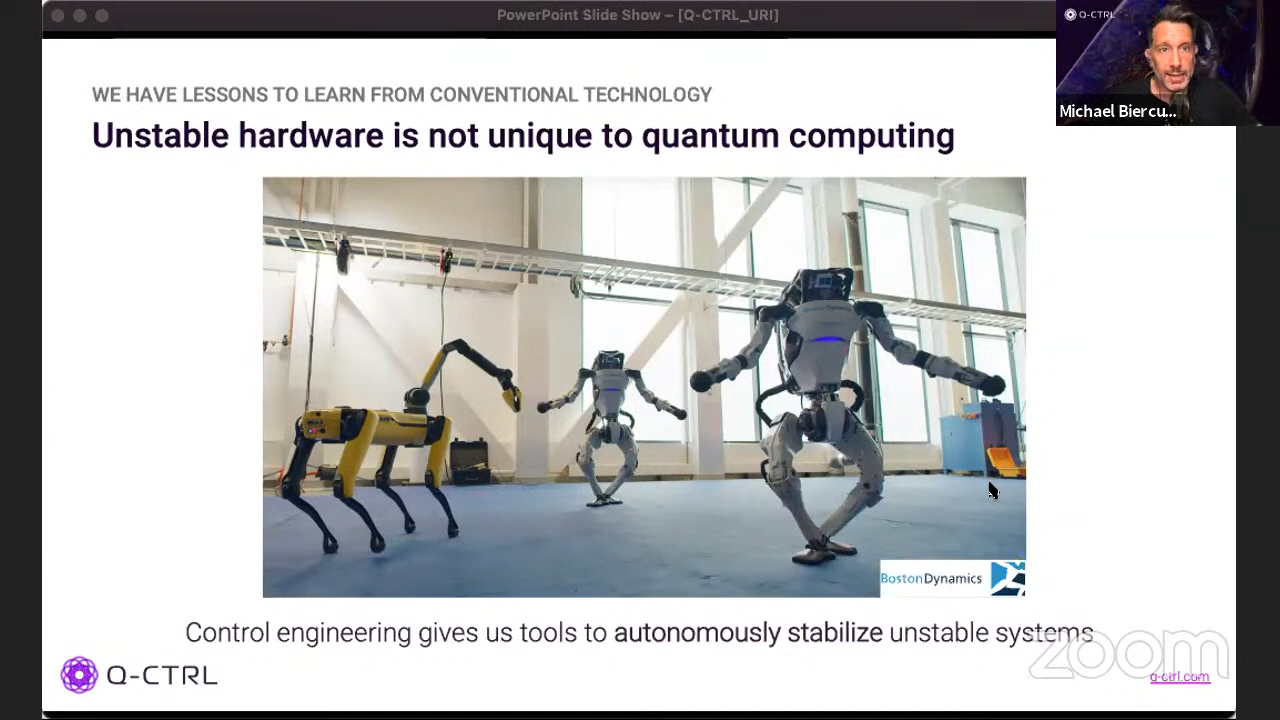 PowerPoint Slide Show – [Q-CTRL_URI]
Q-CTRL
Michael Biercu...
WE HAVE LESSONS TO LEARN FROM CONVENTIONAL TECHNOLOGY
Unstable hardware is not unique to quantum computing
BostonDynamics
Control engineering gives us tools to autonomously stabilize unstable systems
zoom
Q-CTRL
q-ctrl.com